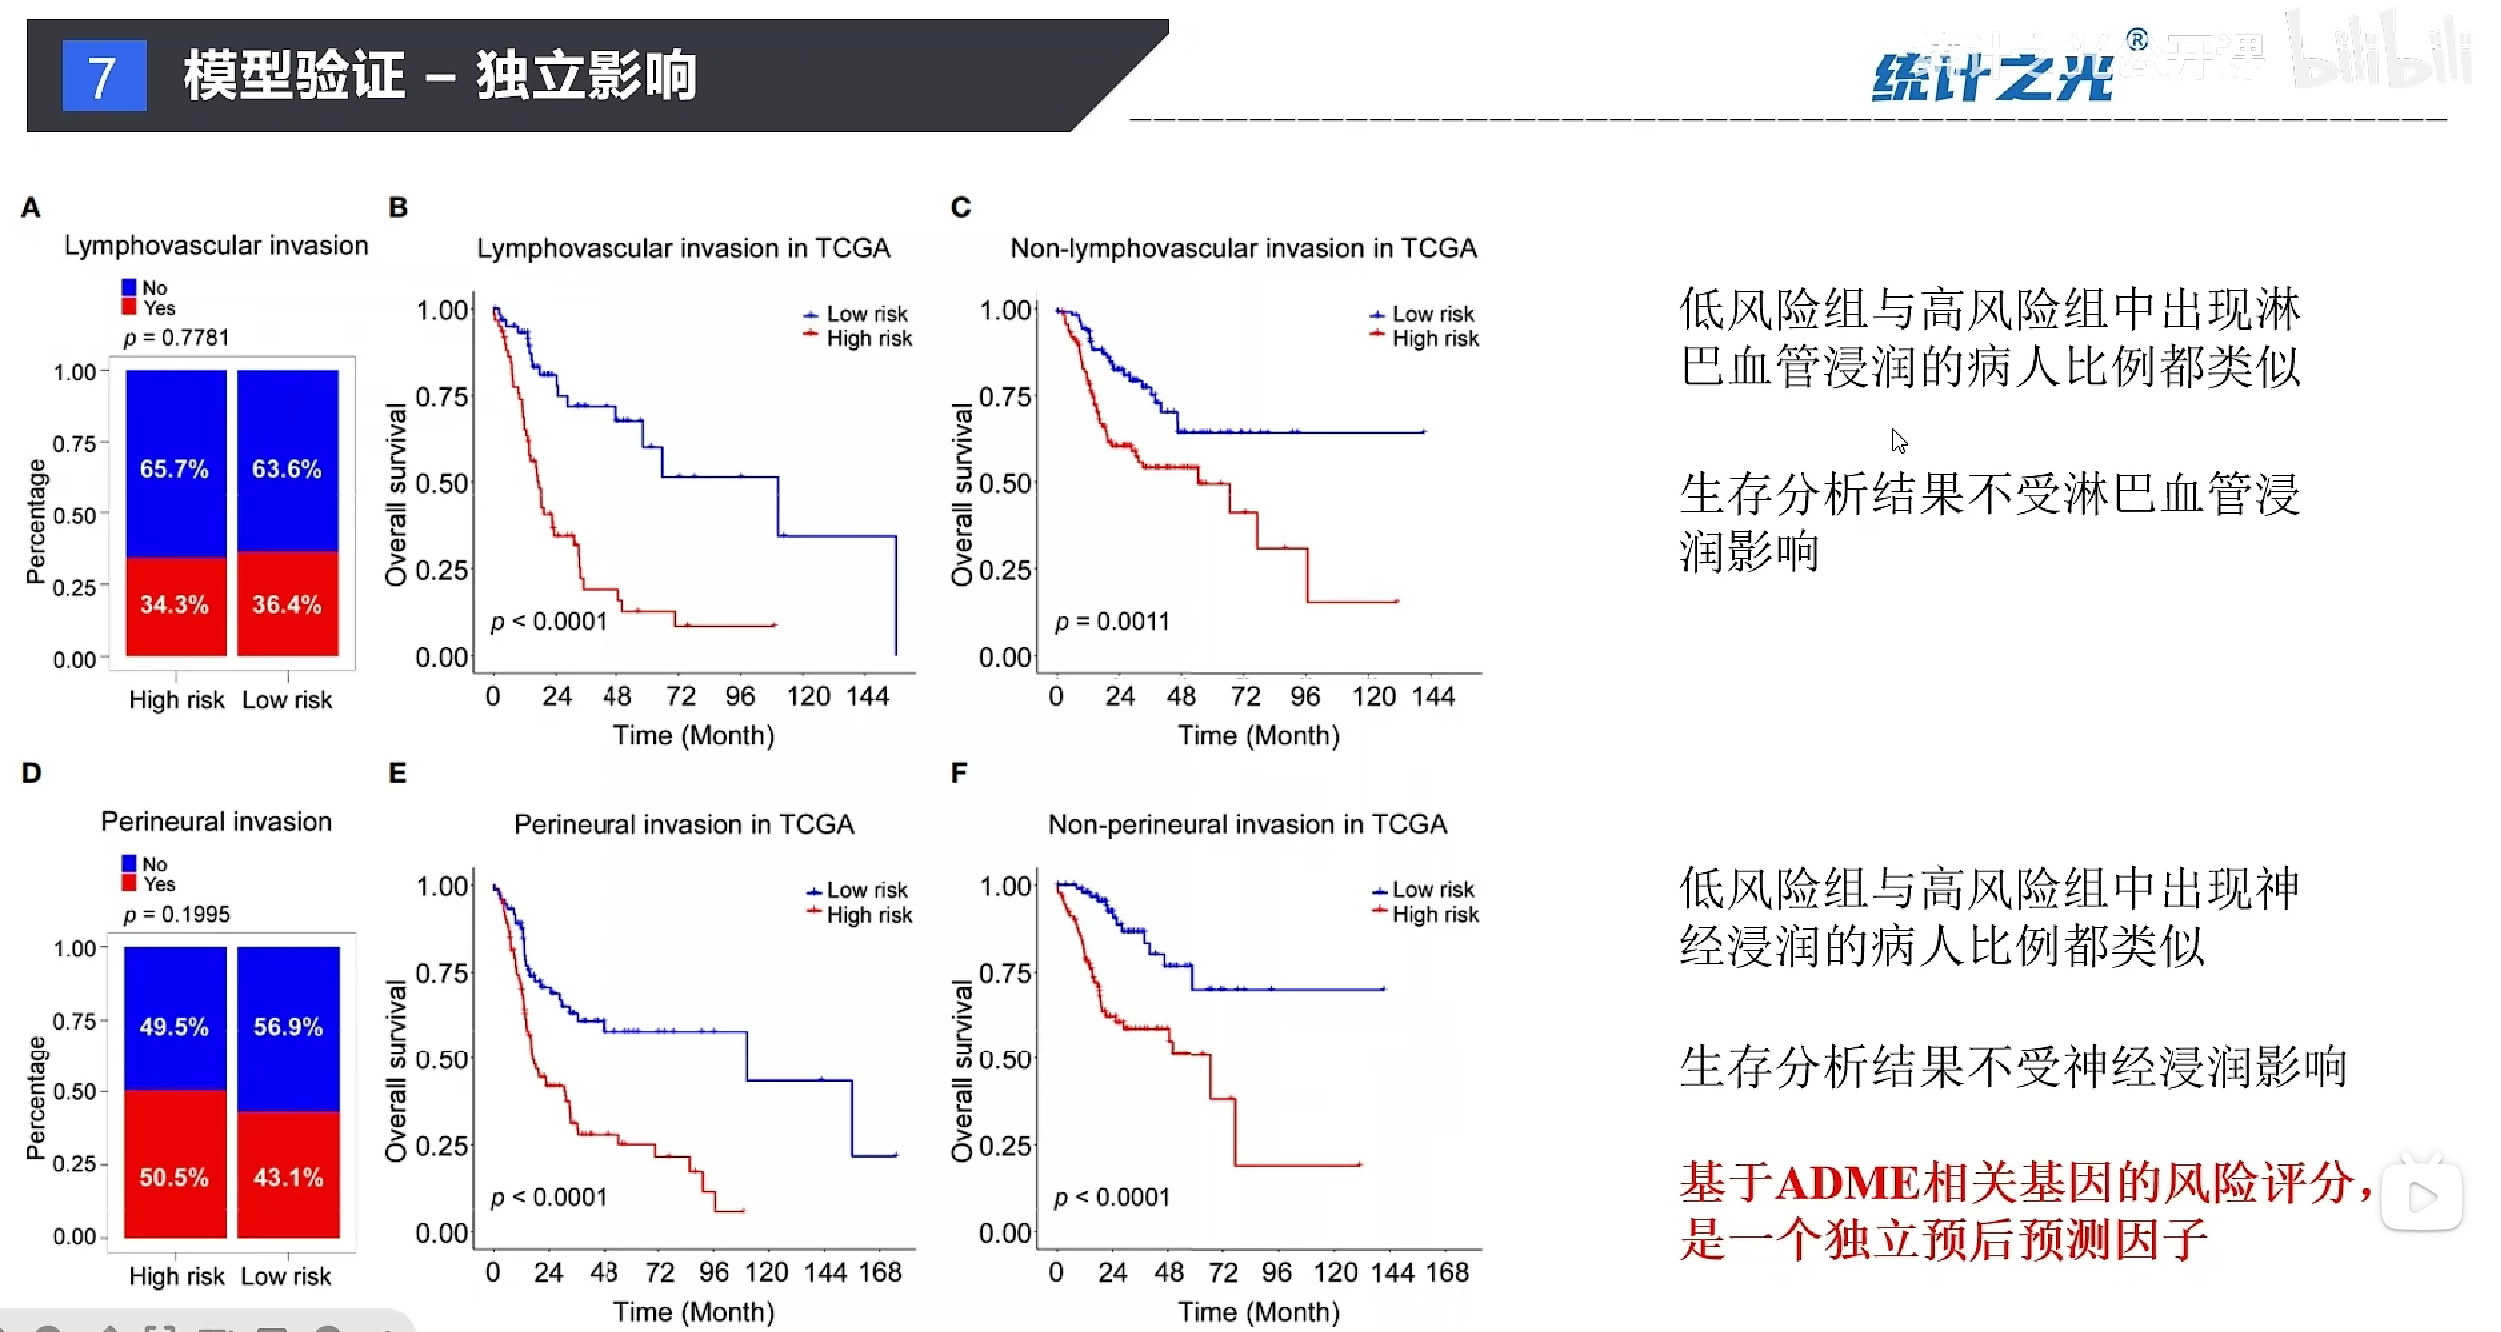 7 模型验证 – 独立影响
统计之光®
统计之光公开课 bilibili
A
Lymphovascular invasion
No
Yes
p = 0.7781
Percentage
1.00
0.75
0.50
0.25
0.00
65.7%
63.6%
34.3%
36.4%
High risk Low risk
B
Lymphovascular invasion in TCGA
Low risk
High risk
Overall survival
1.00
0.75
0.50
0.25
0.00
p < 0.0001
0 24 48 72 96 120 144
Time (Month)
C
Non-lymphovascular invasion in TCGA
Low risk
High risk
Overall survival
1.00
0.75
0.50
0.25
0.00
p = 0.0011
0 24 48 72 96 120 144
Time (Month)
低风险组与高风险组中出现淋
巴血管浸润的病人比例都类似
生存分析结果不受淋巴血管浸
润影响
D
Perineural invasion
No
Yes
p = 0.1995
Percentage
1.00
0.75
0.50
0.25
0.00
49.5%
56.9%
50.5%
43.1%
High risk Low risk
E
Perineural invasion in TCGA
Low risk
High risk
Overall survival
1.00
0.75
0.50
0.25
0.00
p < 0.0001
0 24 48 72 96 120 144 168
Time (Month)
F
Non-perineural invasion in TCGA
Low risk
High risk
Overall survival
1.00
0.75
0.50
0.25
0.00
p < 0.0001
0 24 48 72 96 120 144 168
Time (Month)
低风险组与高风险组中出现神
经浸润的病人比例都类似
生存分析结果不受神经浸润影响
基于ADME相关基因的风险评分，
是一个独立预后预测因子